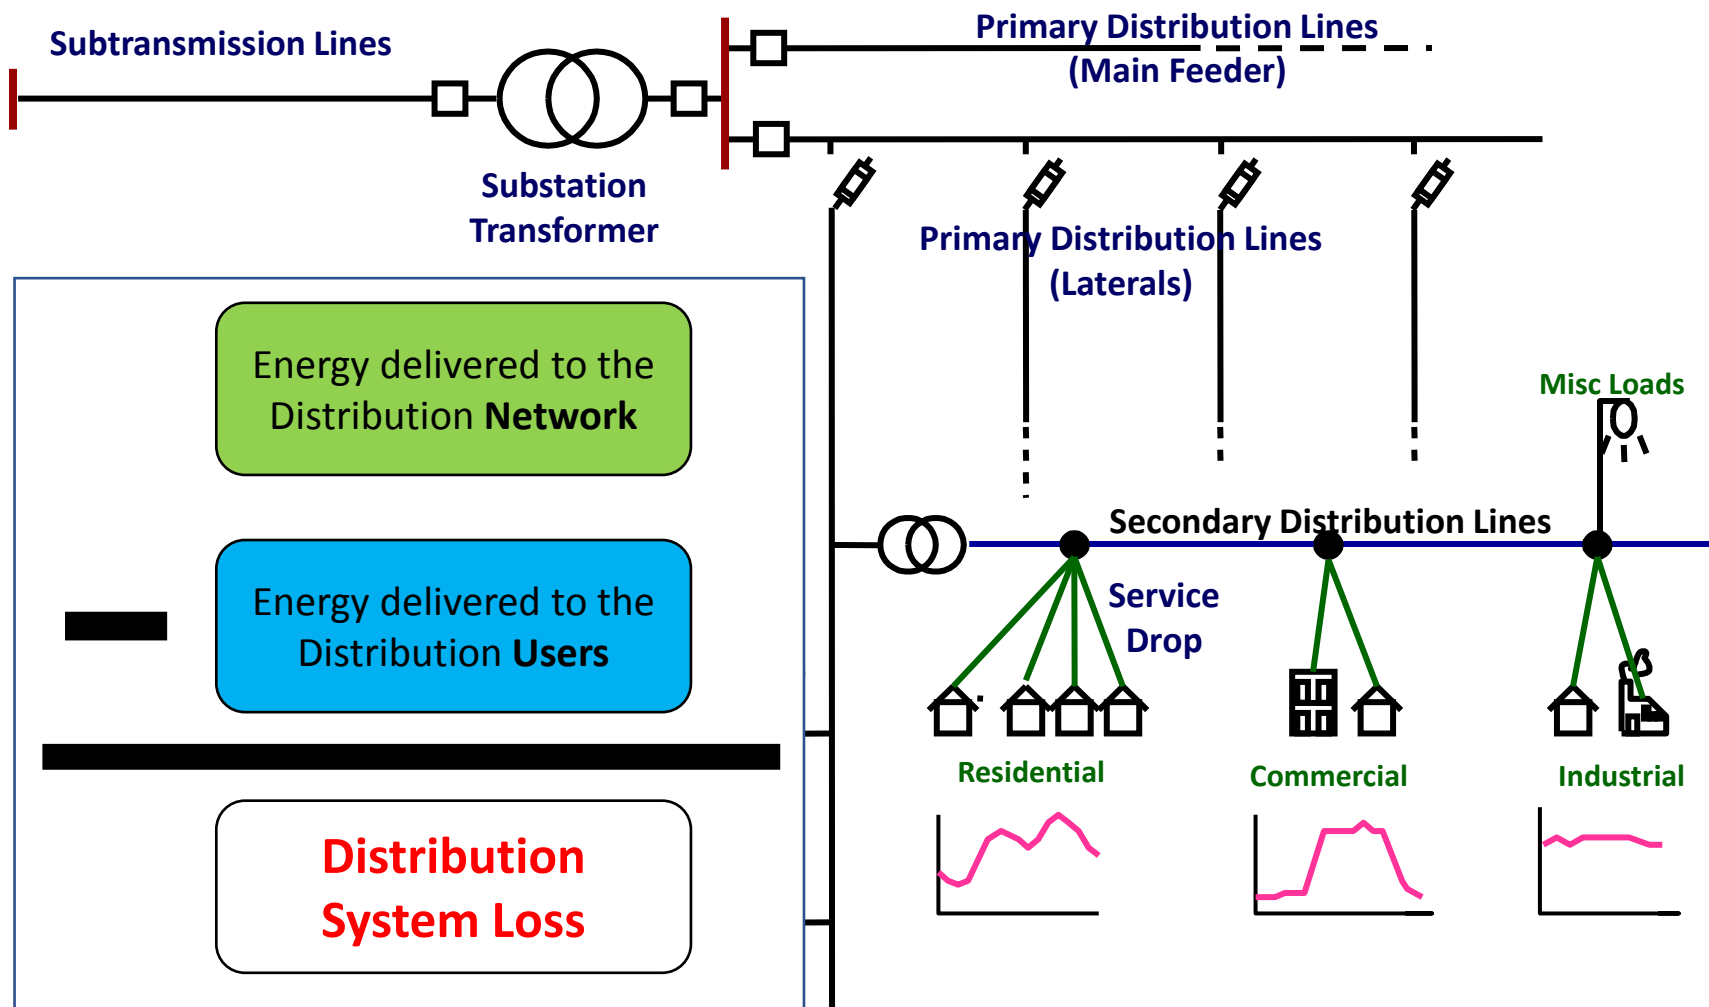 Subtransmission Lines
Primary Distribution Lines
(Main Feeder)
Substation
Transformer
Primary Distribution Lines
(Laterals)
Energy delivered to the
Distribution Network
Misc Loads
Secondary Distribution Lines
Energy delivered to the
Distribution Users
Service
Drop
Residential
Commercial
Industrial
Distribution
System Loss